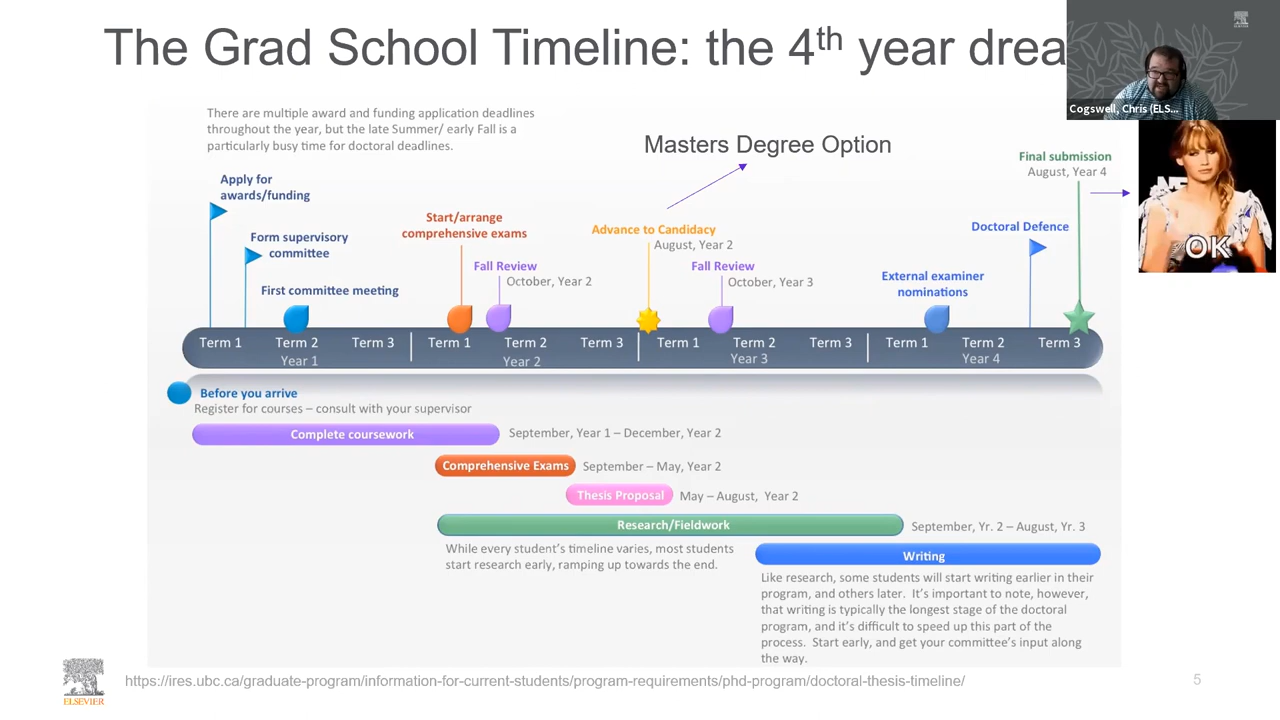 The Grad School Timeline: the 4th year drea
Cogswell, Chris (ELS...
There are multiple award and funding application deadlines
throughout the year, but the late Summer/ early Fall is a
particularly busy time for doctoral deadlines.
Masters Degree Option
Final submission
August, Year 4
OK
Apply for
awards/funding
Form supervisory
committee
First committee meeting
Start/arrange
comprehensive exams
Fall Review
October, Year 2
Advance to Candidacy
August, Year 2
Fall Review
October, Year 3
Doctoral Defence
External examiner
nominations
Term 1 Term 2 Term 3 Term 1 Term 2 Term 3 Term 1 Term 2 Term 3 Term 1 Term 2 Term 3
Year 1 Year 2 Year 3 Year 4
Before you arrive
Register for courses – consult with your supervisor
Complete coursework September, Year 1 – December, Year 2
Comprehensive Exams September – May, Year 2
Thesis Proposal May – August, Year 2
Research/Fieldwork September, Yr. 2 – August, Yr. 3
While every student's timeline varies, most students
start research early, ramping up towards the end.
Writing
Like research, some students will start writing earlier in their
program, and others later. It's important to note, however,
that writing is typically the longest stage of the doctoral
program, and it's difficult to speed up this part of the
process. Start early, and get your committee's input along
the way.
ELSEVIER
https://ires.ubc.ca/graduate-program/information-for-current-students/program-requirements/phd-program/doctoral-thesis-timeline/
5